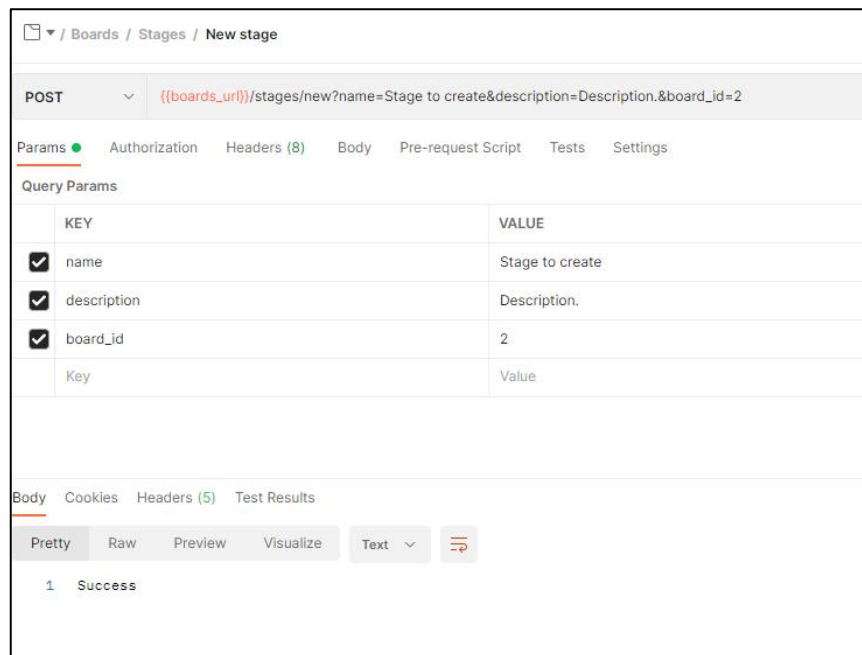 / Boards / Stages / New stage
POST {{boards_url}}/stages/new?name=Stage to create&description=Description.&board_id=2
Params Authorization Headers (8) Body Pre-request Script Tests Settings
Query Params
KEY VALUE
name Stage to create
description Description.
board_id 2
Key Value
Body Cookies Headers (5) Test Results
Pretty Raw Preview Visualize Text
1 Success